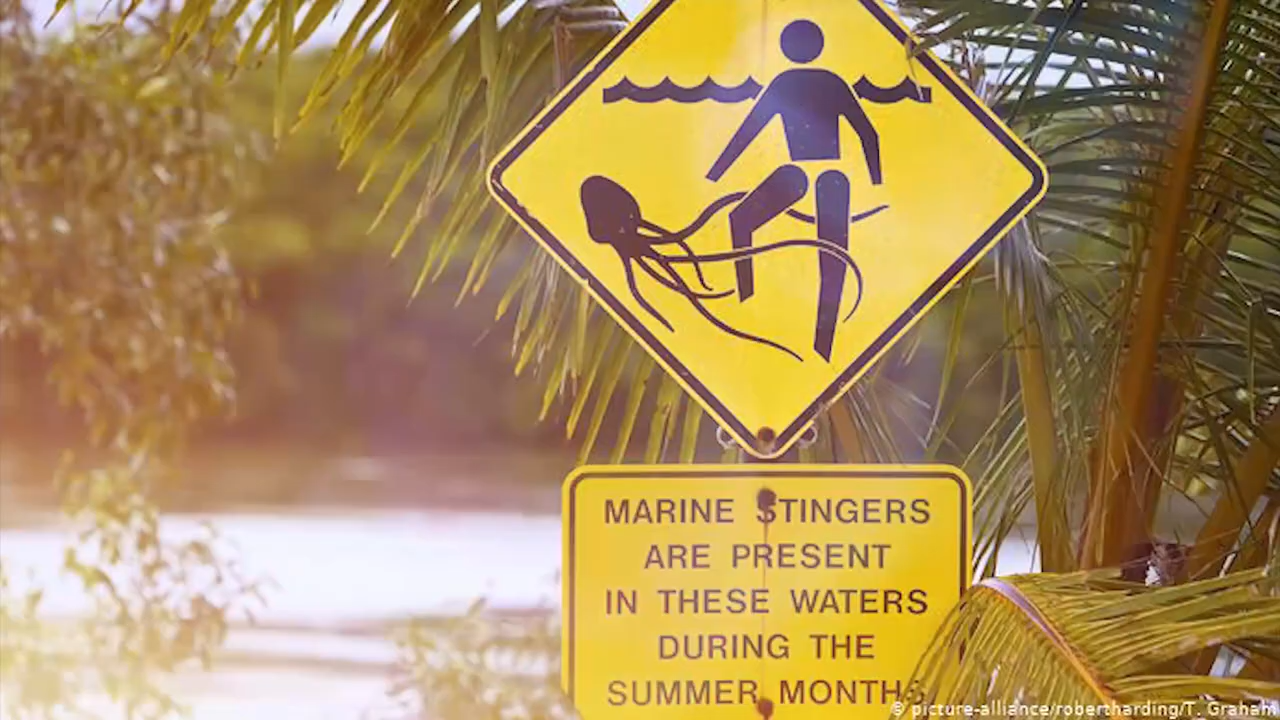 MARINE STINGERS
ARE PRESENT
IN THESE WATERS
DURING THE
SUMMER MONTHS
© picture-alliance/robertharding/T. Graham